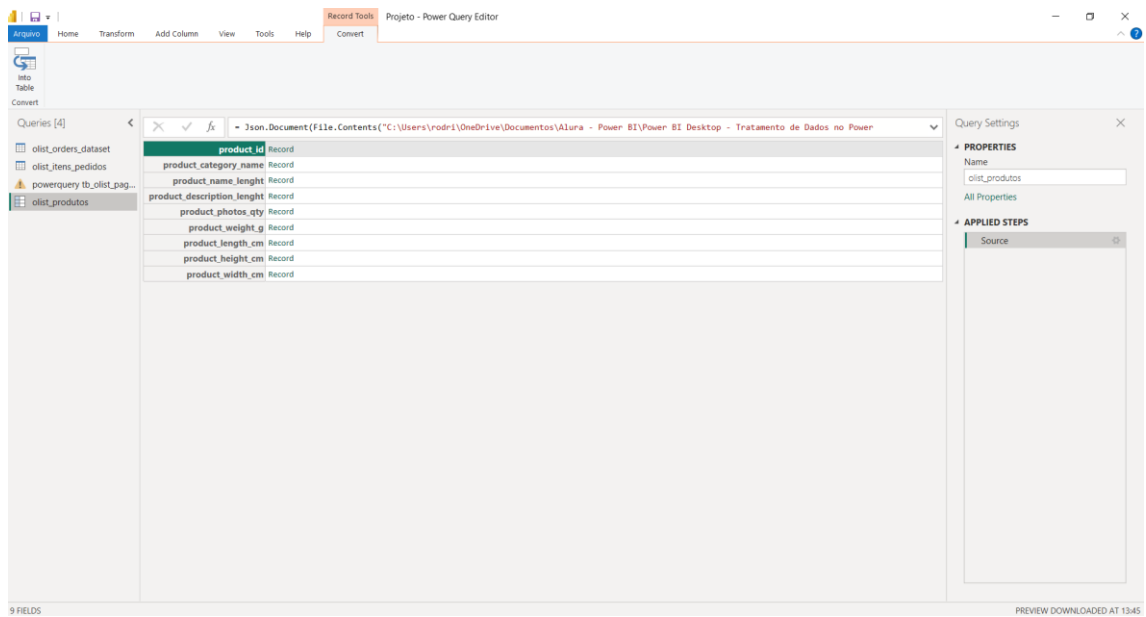 Record Tools Projeto - Power Query Editor
Arquivo Home Transform Add Column View Tools Help Convert
Into
Table
Convert
Queries [4]
olist_orders_dataset
olist_itens_pedidos
powerquery tb_olist_pag...
olist_produtos
fx = Json.Document(File.Contents("C:\Users\rodri\OneDrive\Documentos\Alura - Power BI\Power BI Desktop - Tratamento de Dados no Power
product_id Record
product_category_name Record
product_name_lenght Record
product_description_lenght Record
product_photos_qty Record
product_weight_g Record
product_length_cm Record
product_height_cm Record
product_width_cm Record
Query Settings
PROPERTIES
Name
olist_produtos
All Properties
APPLIED STEPS
Source
9 FIELDS
PREVIEW DOWNLOADED AT 13:45